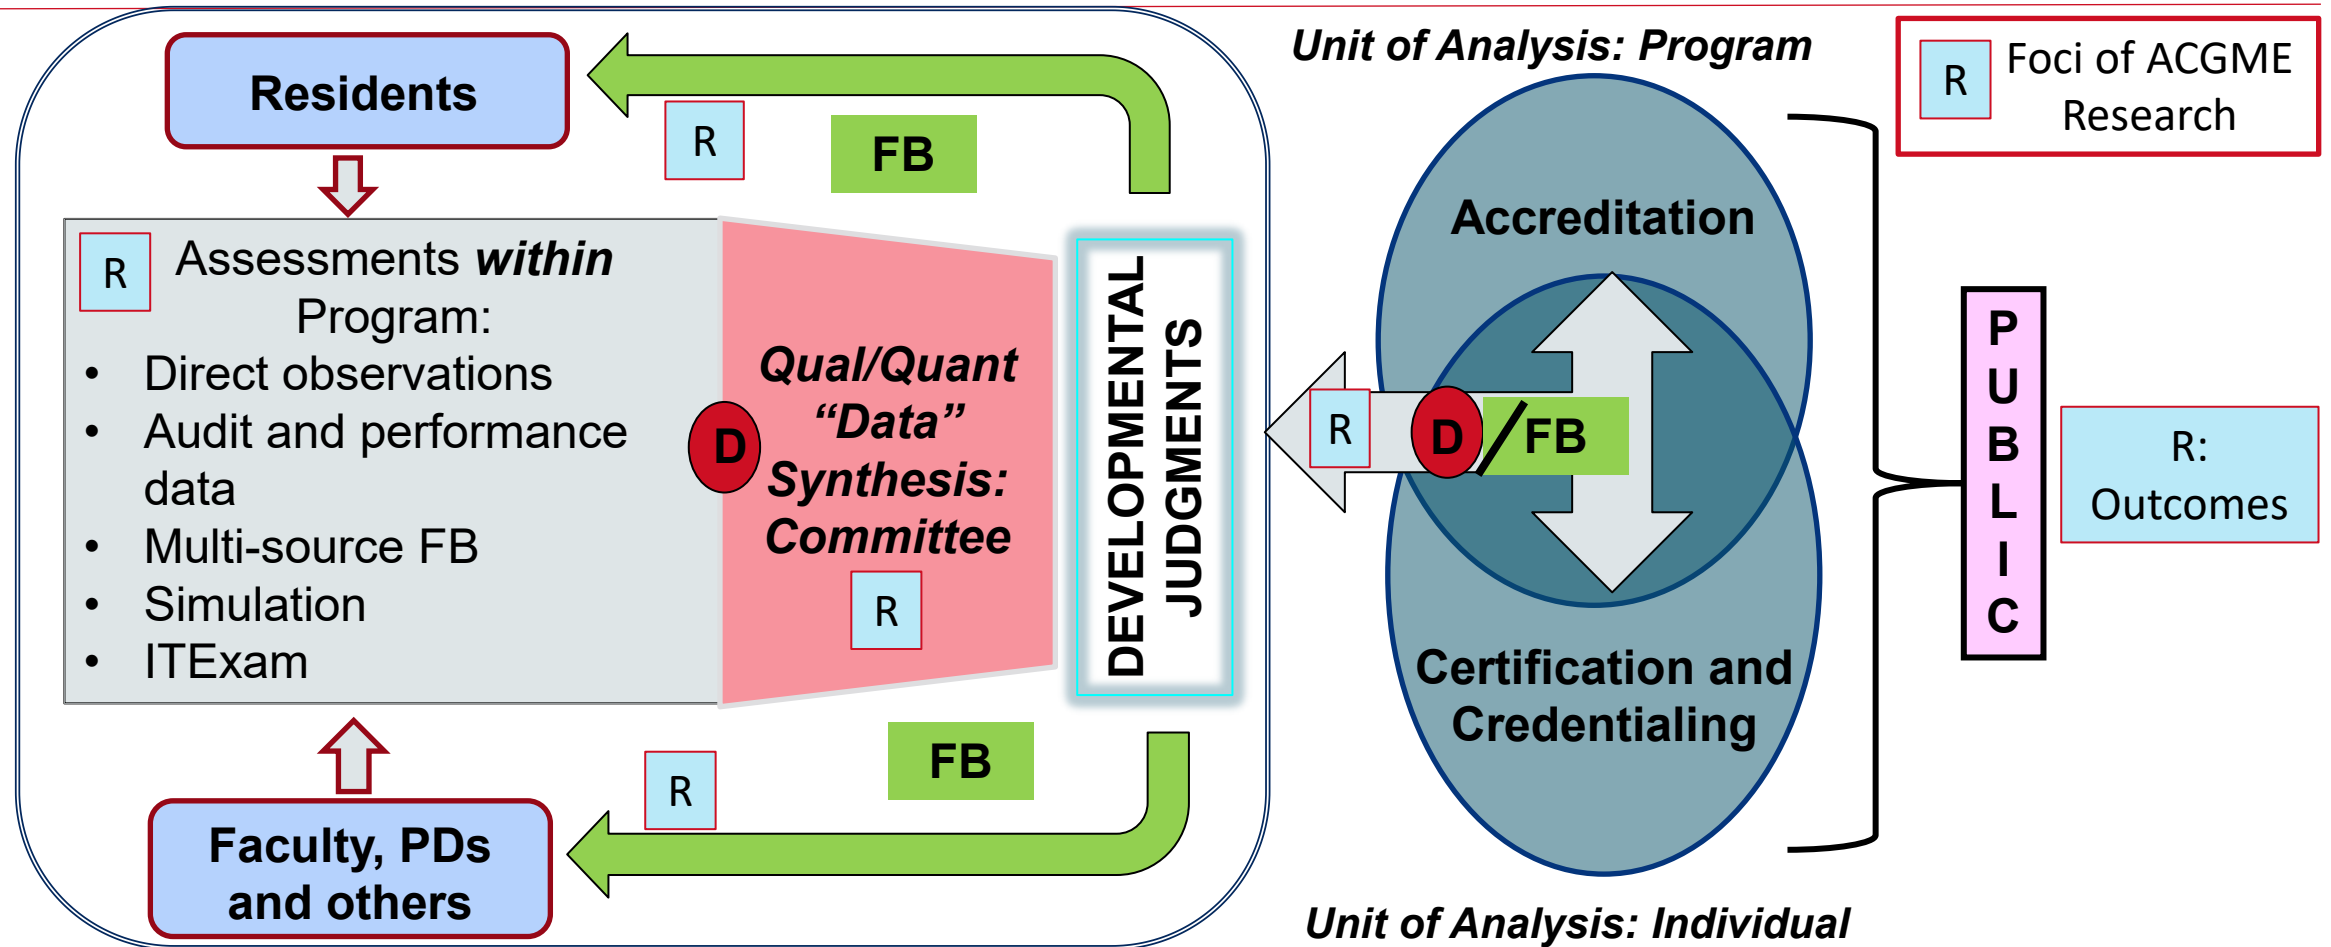 Residents
R
FB
R
Assessments within
Program:
• Direct observations
• Audit and performance
data
• Multi-source FB
• Simulation
• ITExam
D
Qual/Quant
“Data”
Synthesis:
Committee
R
DEVELOPMENTAL
JUDGMENTS
Faculty, PDs
and others
R
FB
Unit of Analysis: Program
Accreditation
R
D
/
FB
Certification and
Credentialing
Unit of Analysis: Individual
R
Foci of ACGME
Research
P
U
B
L
I
C
R:
Outcomes